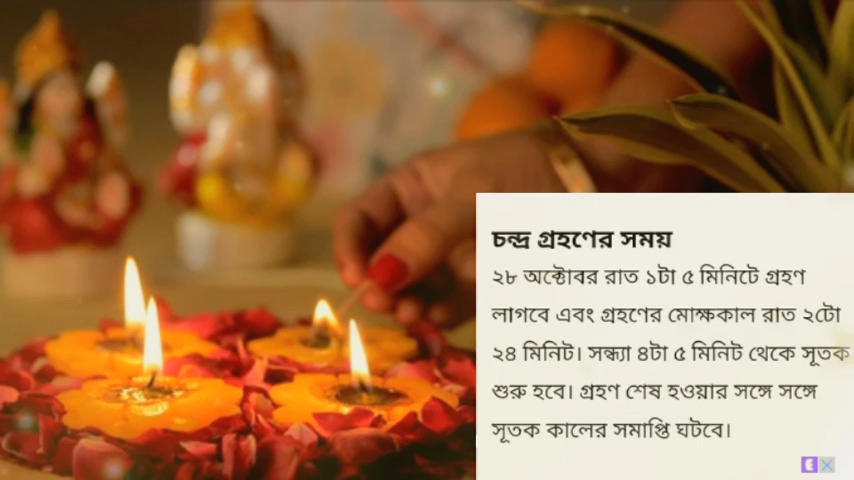 চন্দ্র গ্রহণের সময়
২৮ অক্টোবর রাত ১টা ৫ মিনিটে গ্রহণ
লাগবে এবং গ্রহণের মোক্ষকাল রাত ২টো
২৪ মিনিট। সন্ধ্যা ৪টা ৫ মিনিট থেকে সূতক
শুরু হবে। গ্রহণ শেষ হওয়ার সঙ্গে সঙ্গে
সূতক কালের সমাপ্তি ঘটবে।